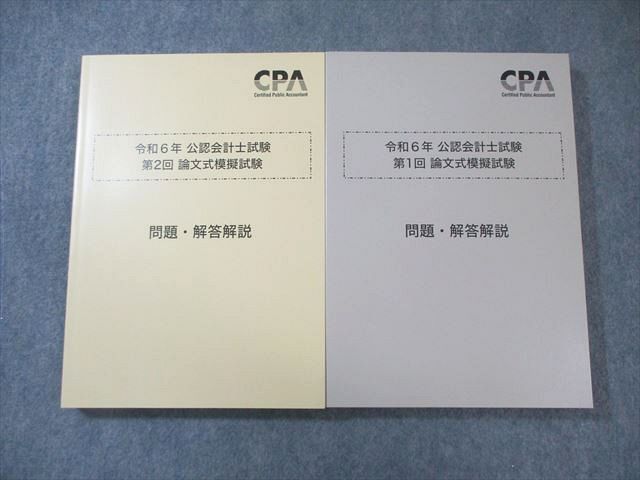 CPA
Certified Public Accountant
令和6年 公認会計士試験
第2回 論文式模擬試験
問題・解答解説
CPA
Certified Public Accountant
令和6年 公認会計士試験
第1回 論文式模擬試験
問題・解答解説